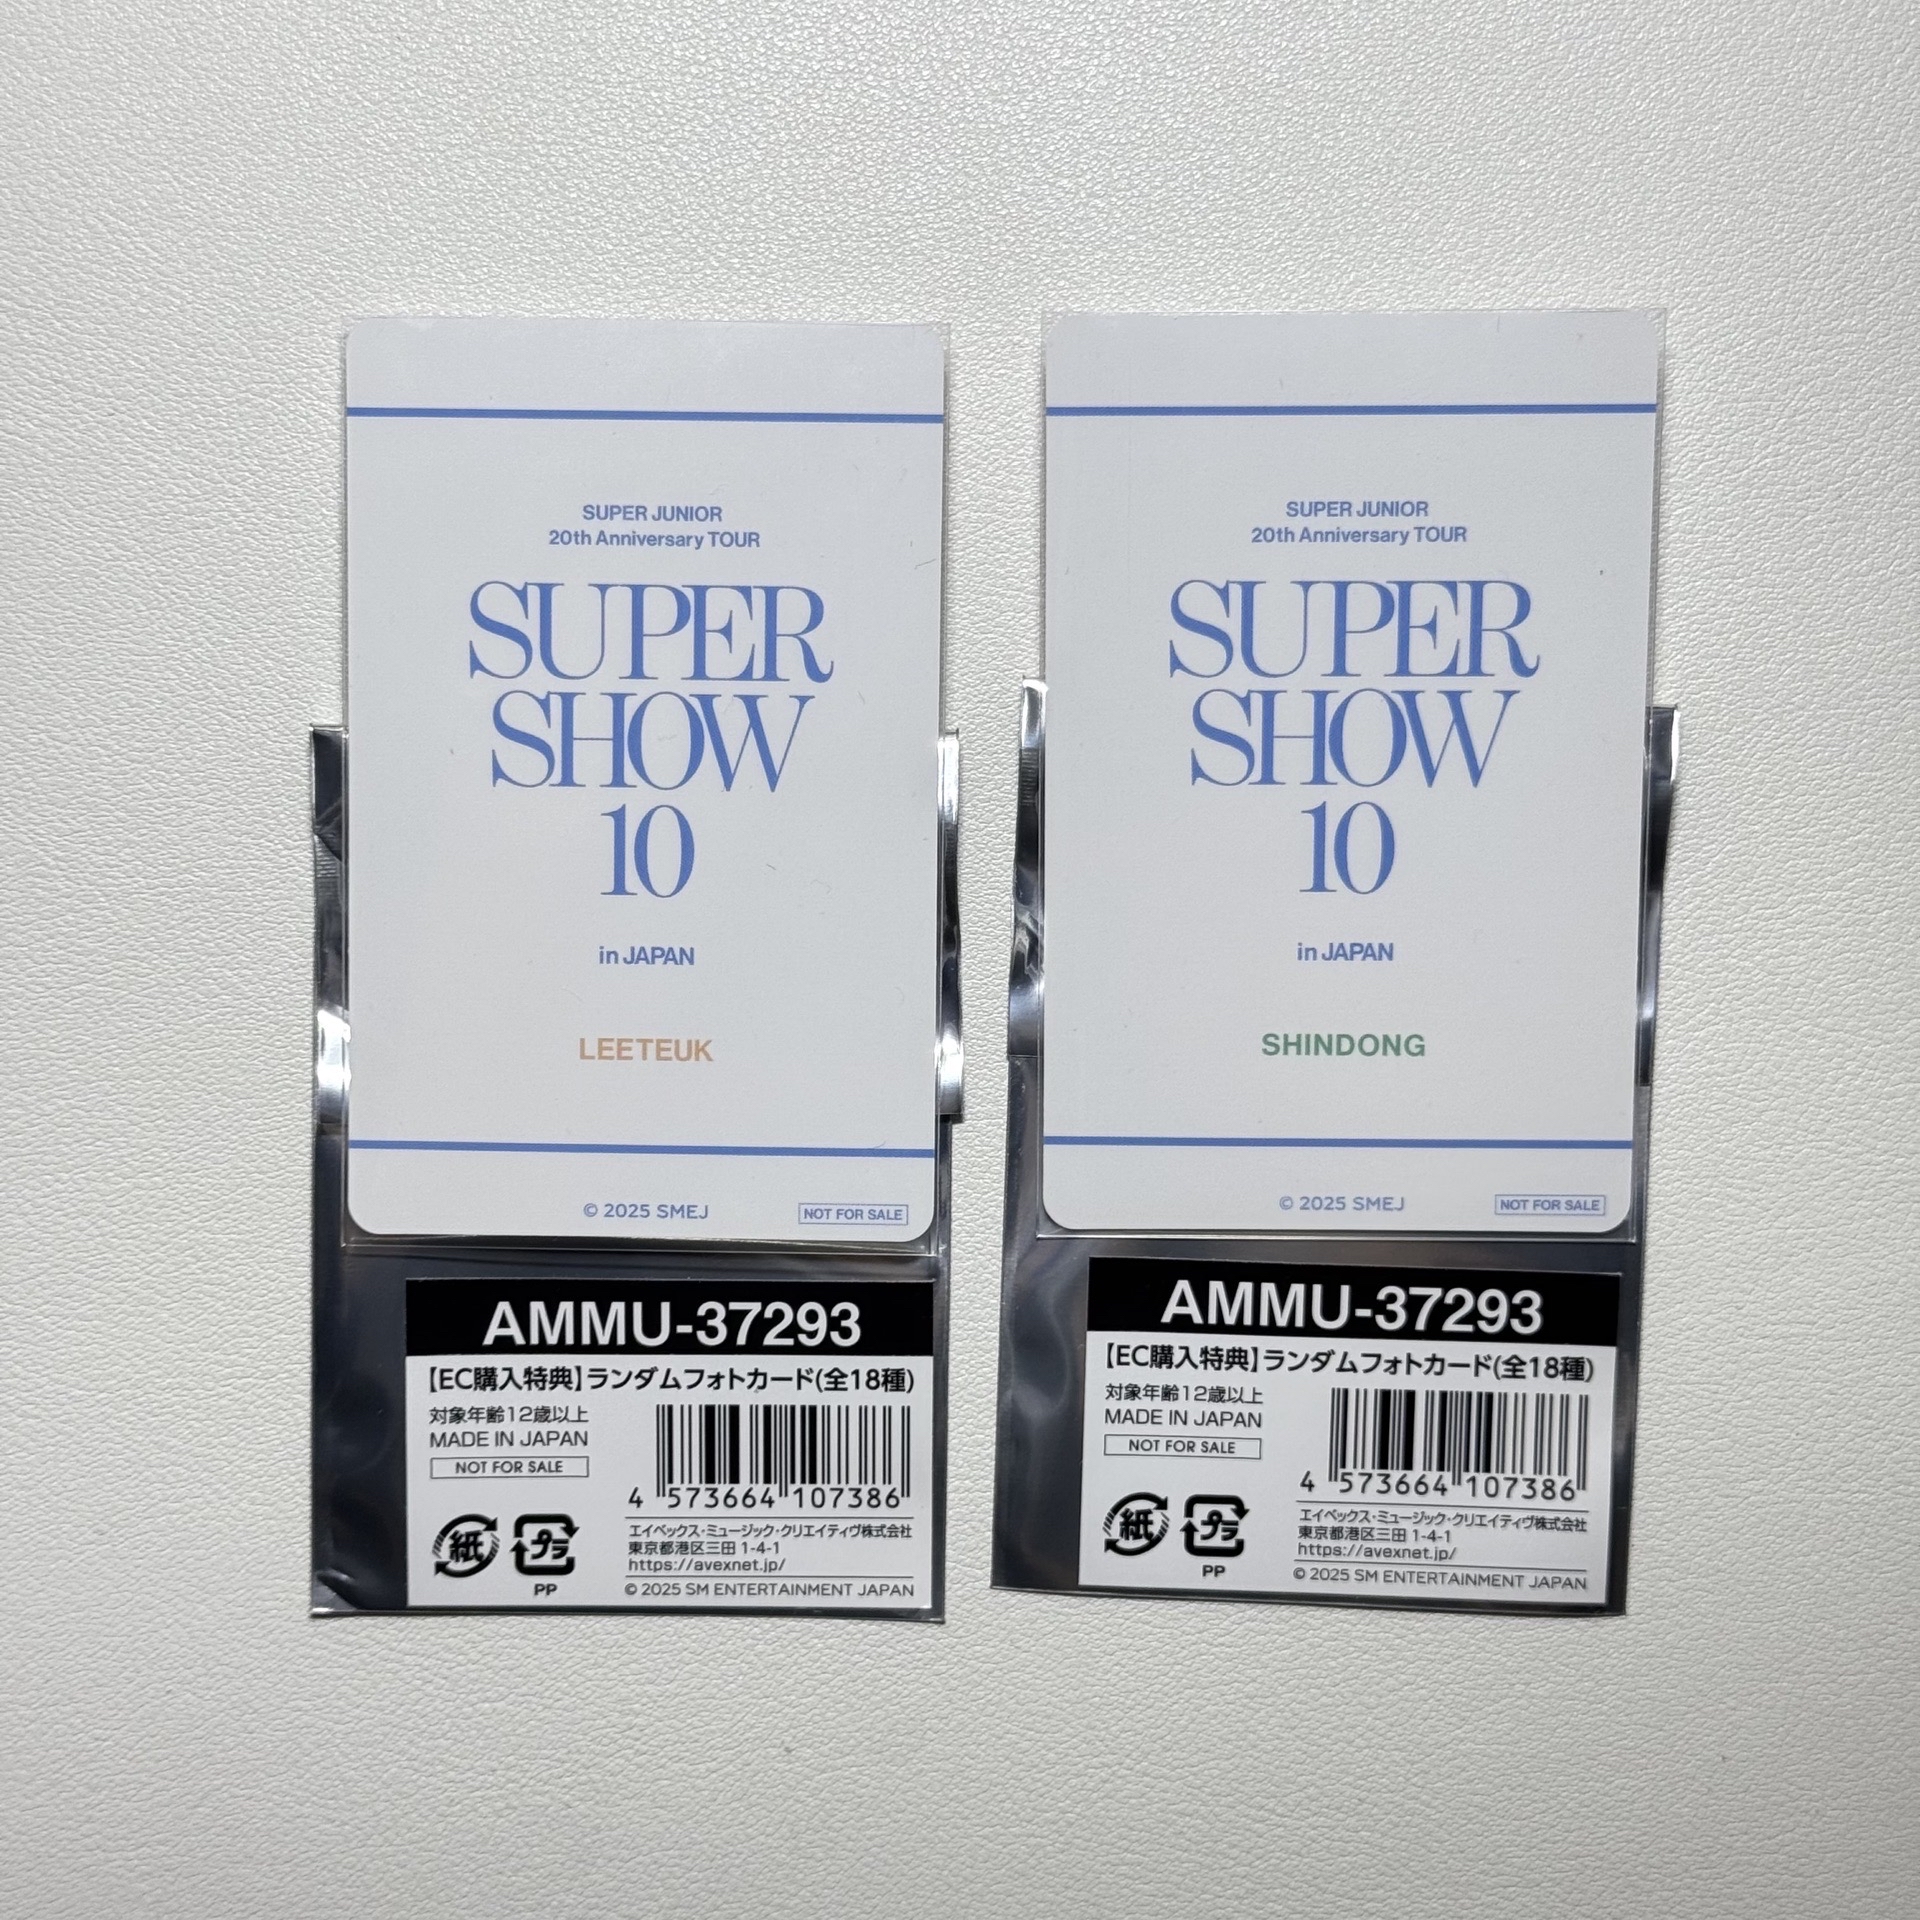 SUPER JUNIOR
20th Anniversary TOUR
SUPER
SHOW
10
in JAPAN
LEETEUK
© 2025 SMEJ
NOT FOR SALE
AMMU-37293
【EC購入特典】ランダムフォトカード(全18種)
対象年齢12歳以上
MADE IN JAPAN
NOT FOR SALE
4 573664 107386
紙
プラ
PP
エイベックス・ミュージック・クリエイティヴ株式会社
東京都港区三田 1-4-1
https://avexnet.jp/
© 2025 SM ENTERTAINMENT JAPAN
SUPER JUNIOR
20th Anniversary TOUR
SUPER
SHOW
10
in JAPAN
SHINDONG
© 2025 SMEJ
NOT FOR SALE
AMMU-37293
【EC購入特典】ランダムフォトカード(全18種)
対象年齢12歳以上
MADE IN JAPAN
NOT FOR SALE
4 573664 107386
紙
プラ
PP
エイベックス・ミュージック・クリエイティヴ株式会社
東京都港区三田 1-4-1
https://avexnet.jp/
© 2025 SM ENTERTAINMENT JAPAN